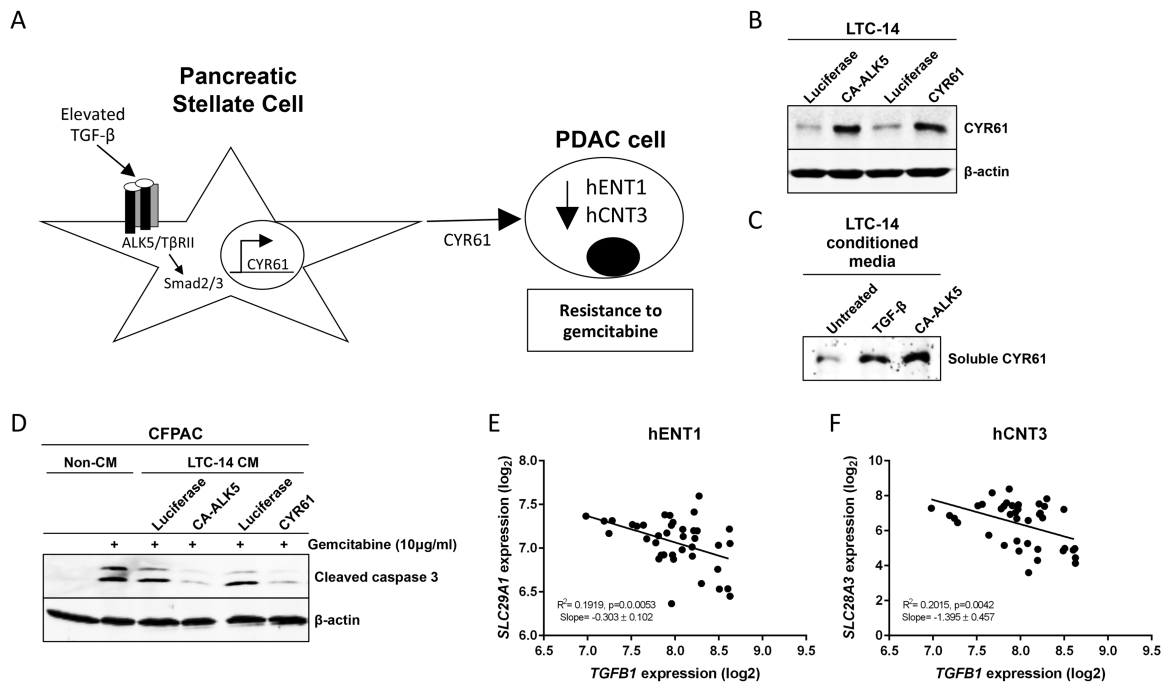 A
Pancreatic
Stellate Cell
Elevated
TGF-β
ALK5/TβRII
Smad2/3
CYR61
CYR61
PDAC cell
hENT1
hCNT3
Resistance to
gemcitabine
B
LTC-14
Luciferase
CA-ALK5
Luciferase
CYR61
CYR61
β-actin
C
LTC-14
conditioned
media
Untreated
TGF-β
CA-ALK5
Soluble CYR61
D
CFPAC
Non-CM
LTC-14 CM
Luciferase
CA-ALK5
Luciferase
CYR61
+ + + + + Gemcitabine (10μg/ml)
Cleaved caspase 3
β-actin
E
hENT1
SLC29A1 expression (log2)
8.0
7.5
7.0
6.5
6.0
R2= 0.1919, p=0.0.0053
Slope= -0.303 ± 0.102
6.5 7.0 7.5 8.0 8.5 9.0 9.5
TGFB1 expression (log2)
F
hCNT3
SLC28A3 expression (log2)
10
8
6
4
2
0
R2= 0.2015, p=0.0042
Slope= -1.395 ± 0.457
6.5 7.0 7.5 8.0 8.5 9.0 9.5
TGFB1 expression (log2)